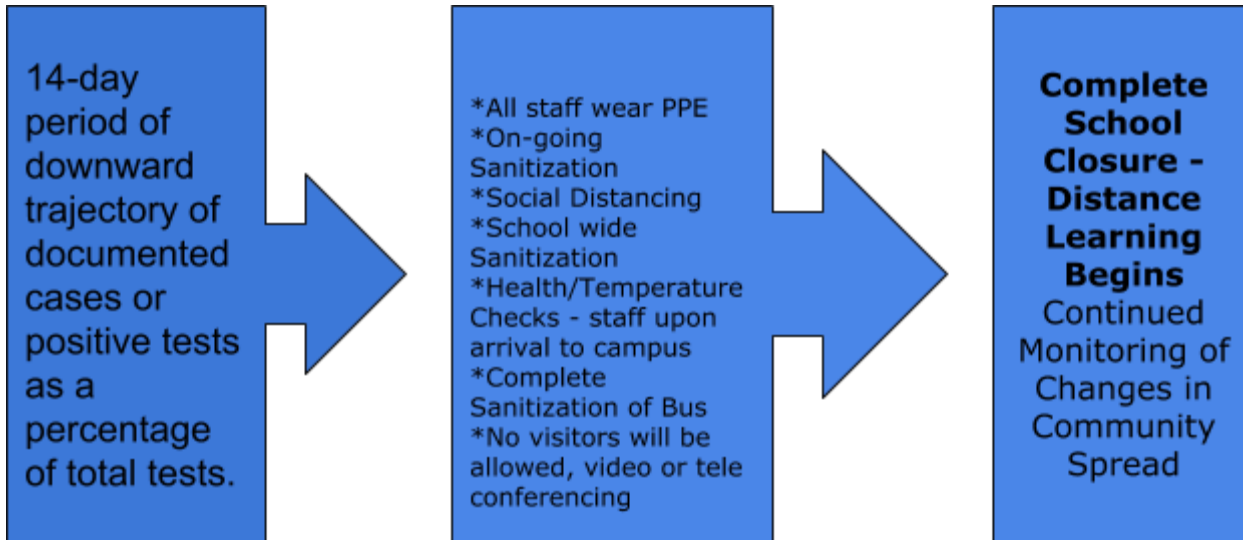 14-day
period of
downward
trajectory of
documented
cases or
positive tests
as a
percentage
of total tests.
*All staff wear PPE
*On-going
Sanitization
*Social Distancing
*School wide
Sanitization
*Health/Temperature
Checks - staff upon
arrival to campus
*Complete
Sanitization of Bus
*No visitors will be
allowed, video or tele
conferencing
Complete
School
Closure -
Distance
Learning
Begins
Continued
Monitoring of
Changes in
Community
Spread